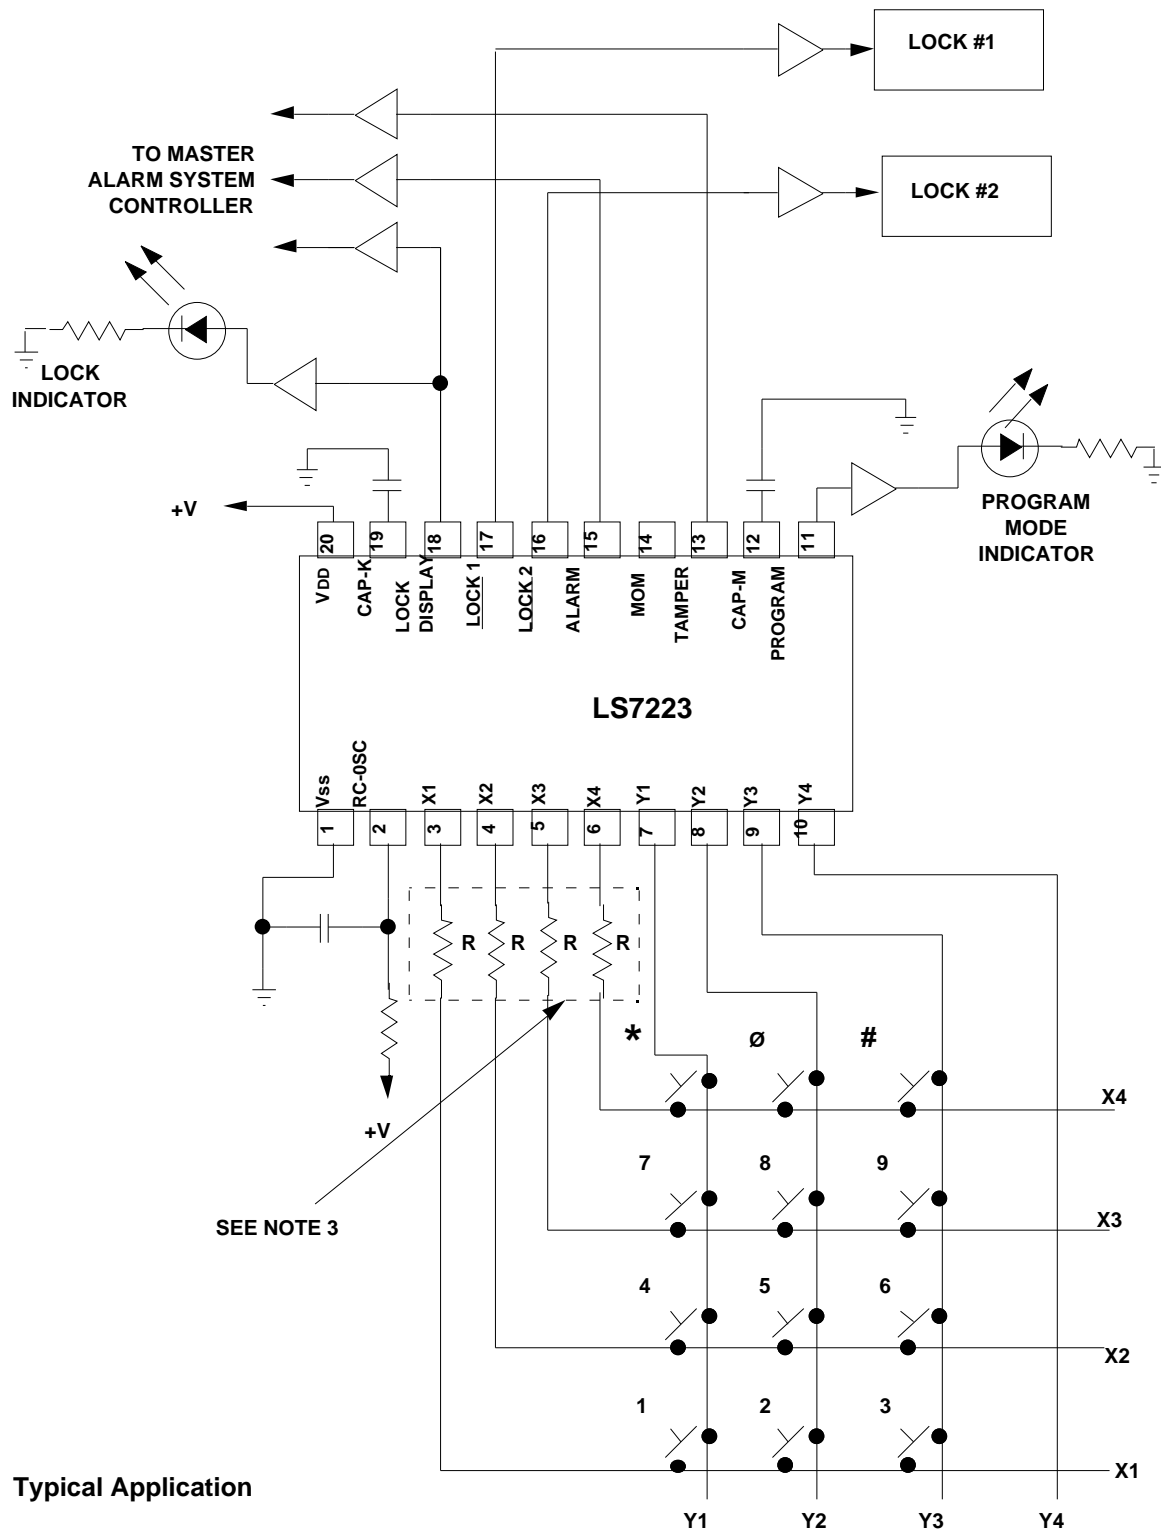 LOCK #1
TO MASTER
ALARM SYSTEM
CONTROLLER
LOCK #2
LOCK
INDICATOR
+V
PROGRAM
MODE
INDICATOR
20
19
18
17
16
15
14
13
12
11
VDD
CAP-K
LOCK
DISPLAY
LOCK 1
LOCK 2
ALARM
MOM
TAMPER
CAP-M
PROGRAM
LS7223
Vss
RC-0SC
X1
X2
X3
X4
Y1
Y2
Y3
Y4
1
2
3
4
5
6
7
8
9
10
R
R
R
R
* Ø #
X4
+V
7 8 9
X3
SEE NOTE 3
4 5 6
X2
1 2 3
X1
Typical Application
Y1 Y2 Y3 Y4